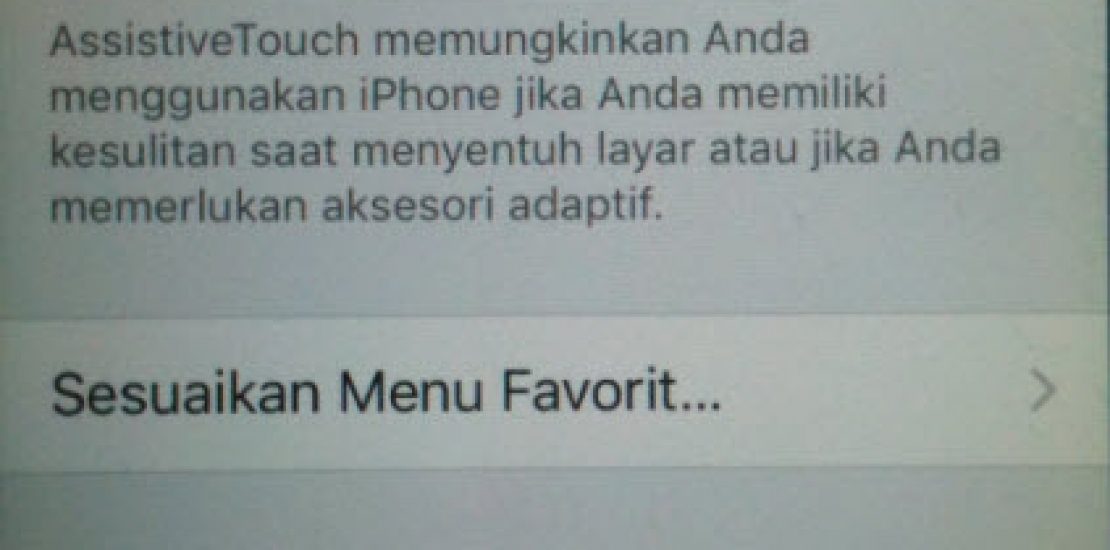 AssistiveTouch memungkinkan Anda
menggunakan iPhone jika Anda memiliki
kesulitan saat menyentuh layar atau jika Anda
memerlukan aksesori adaptif.
Sesuaikan Menu Favorit...